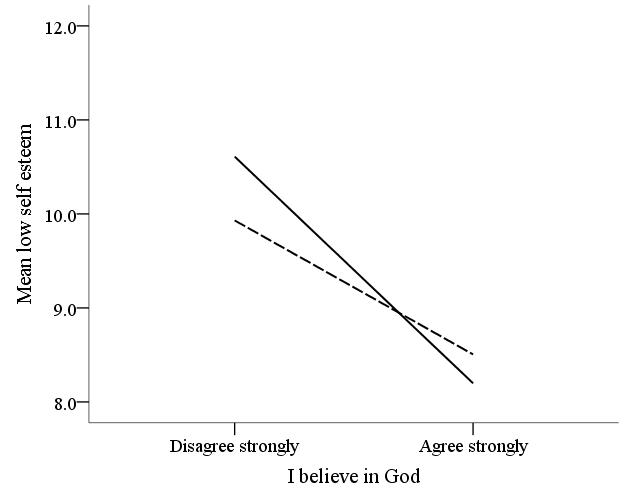 12.0
11.0
10.0
9.0
8.0
Mean low self esteem
Disagree strongly
Agree strongly
I believe in God